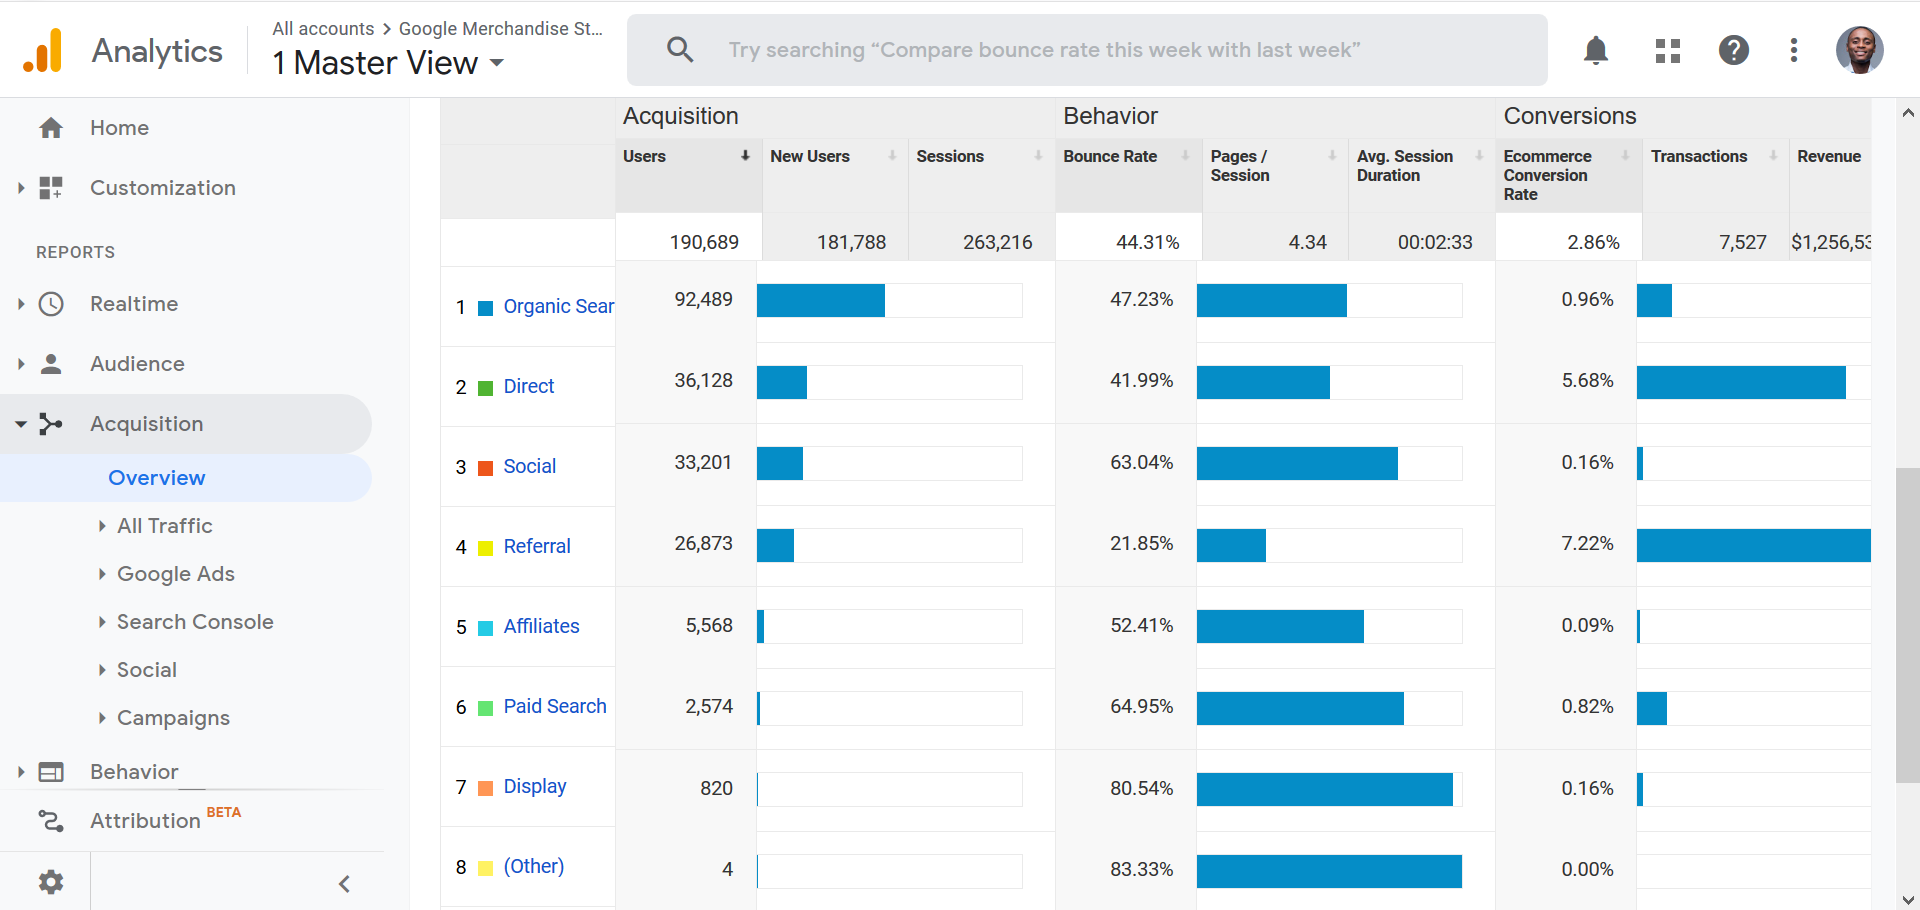 Analytics
All accounts > Google Merchandise St...
1 Master View
Try searching “Compare bounce rate this week with last week”
Home
Customization
REPORTS
Realtime
Audience
Acquisition
Overview
All Traffic
Google Ads
Search Console
Social
Campaigns
Behavior
Attribution BETA
Acquisition Behavior Conversions
Users New Users Sessions Bounce Rate Pages / Session Avg. Session Duration Ecommerce Conversion Rate Transactions Revenue
190,689 181,788 263,216 44.31% 4.34 00:02:33 2.86% 7,527 $1,256,53
1 Organic Sear 92,489 47.23% 0.96%
2 Direct 36,128 41.99% 5.68%
3 Social 33,201 63.04% 0.16%
4 Referral 26,873 21.85% 7.22%
5 Affiliates 5,568 52.41% 0.09%
6 Paid Search 2,574 64.95% 0.82%
7 Display 820 80.54% 0.16%
8 (Other) 4 83.33% 0.00%